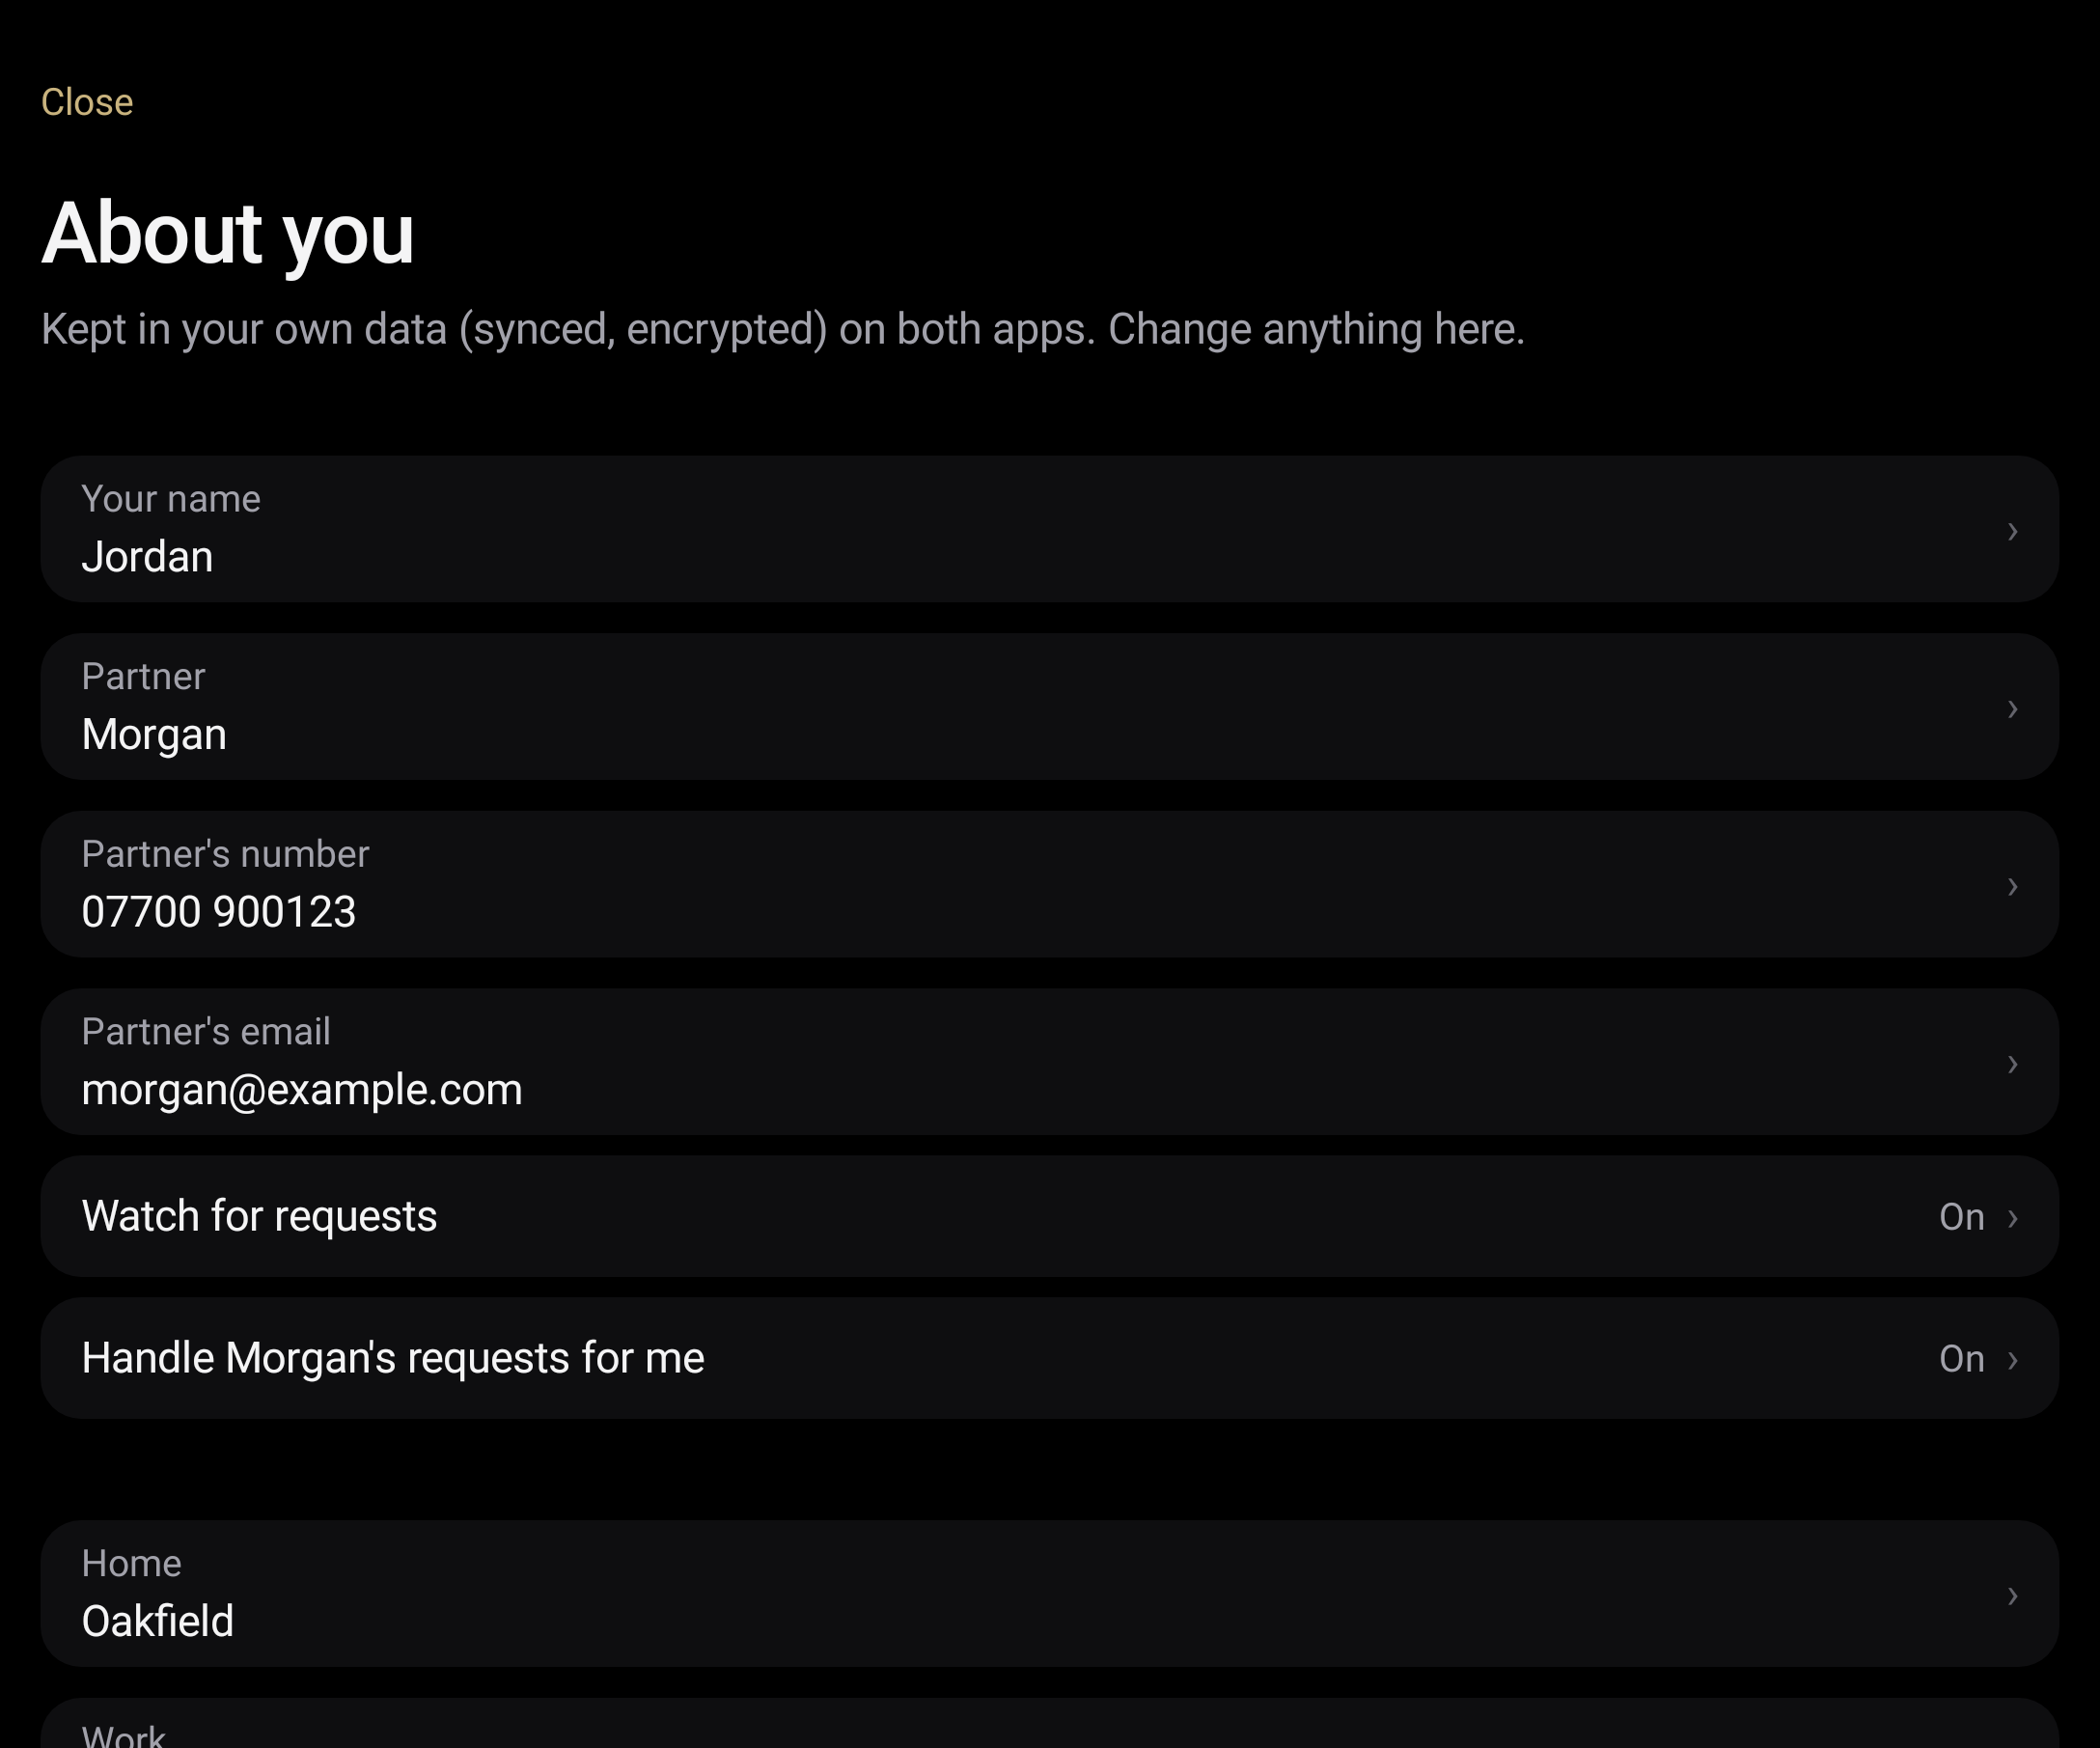 Close
About you
Kept in your own data (synced, encrypted) on both apps. Change anything here.
Your name
Jordan
Partner
Morgan
Partner's number
07700 900123
Partner's email
morgan@example.com
Watch for requests On
Handle Morgan's requests for me On
Home
Oakfield
Work